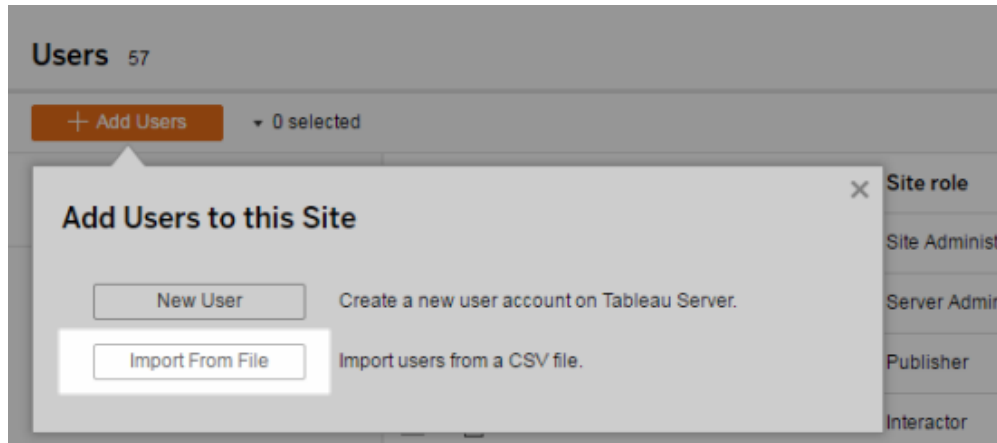 Users 57
+ Add Users 0 selected
Site role
Add Users to this Site
Site Administ
New User Create a new user account on Tableau Server.
Server Admin
Import From File Import users from a CSV file.
Publisher
Interactor